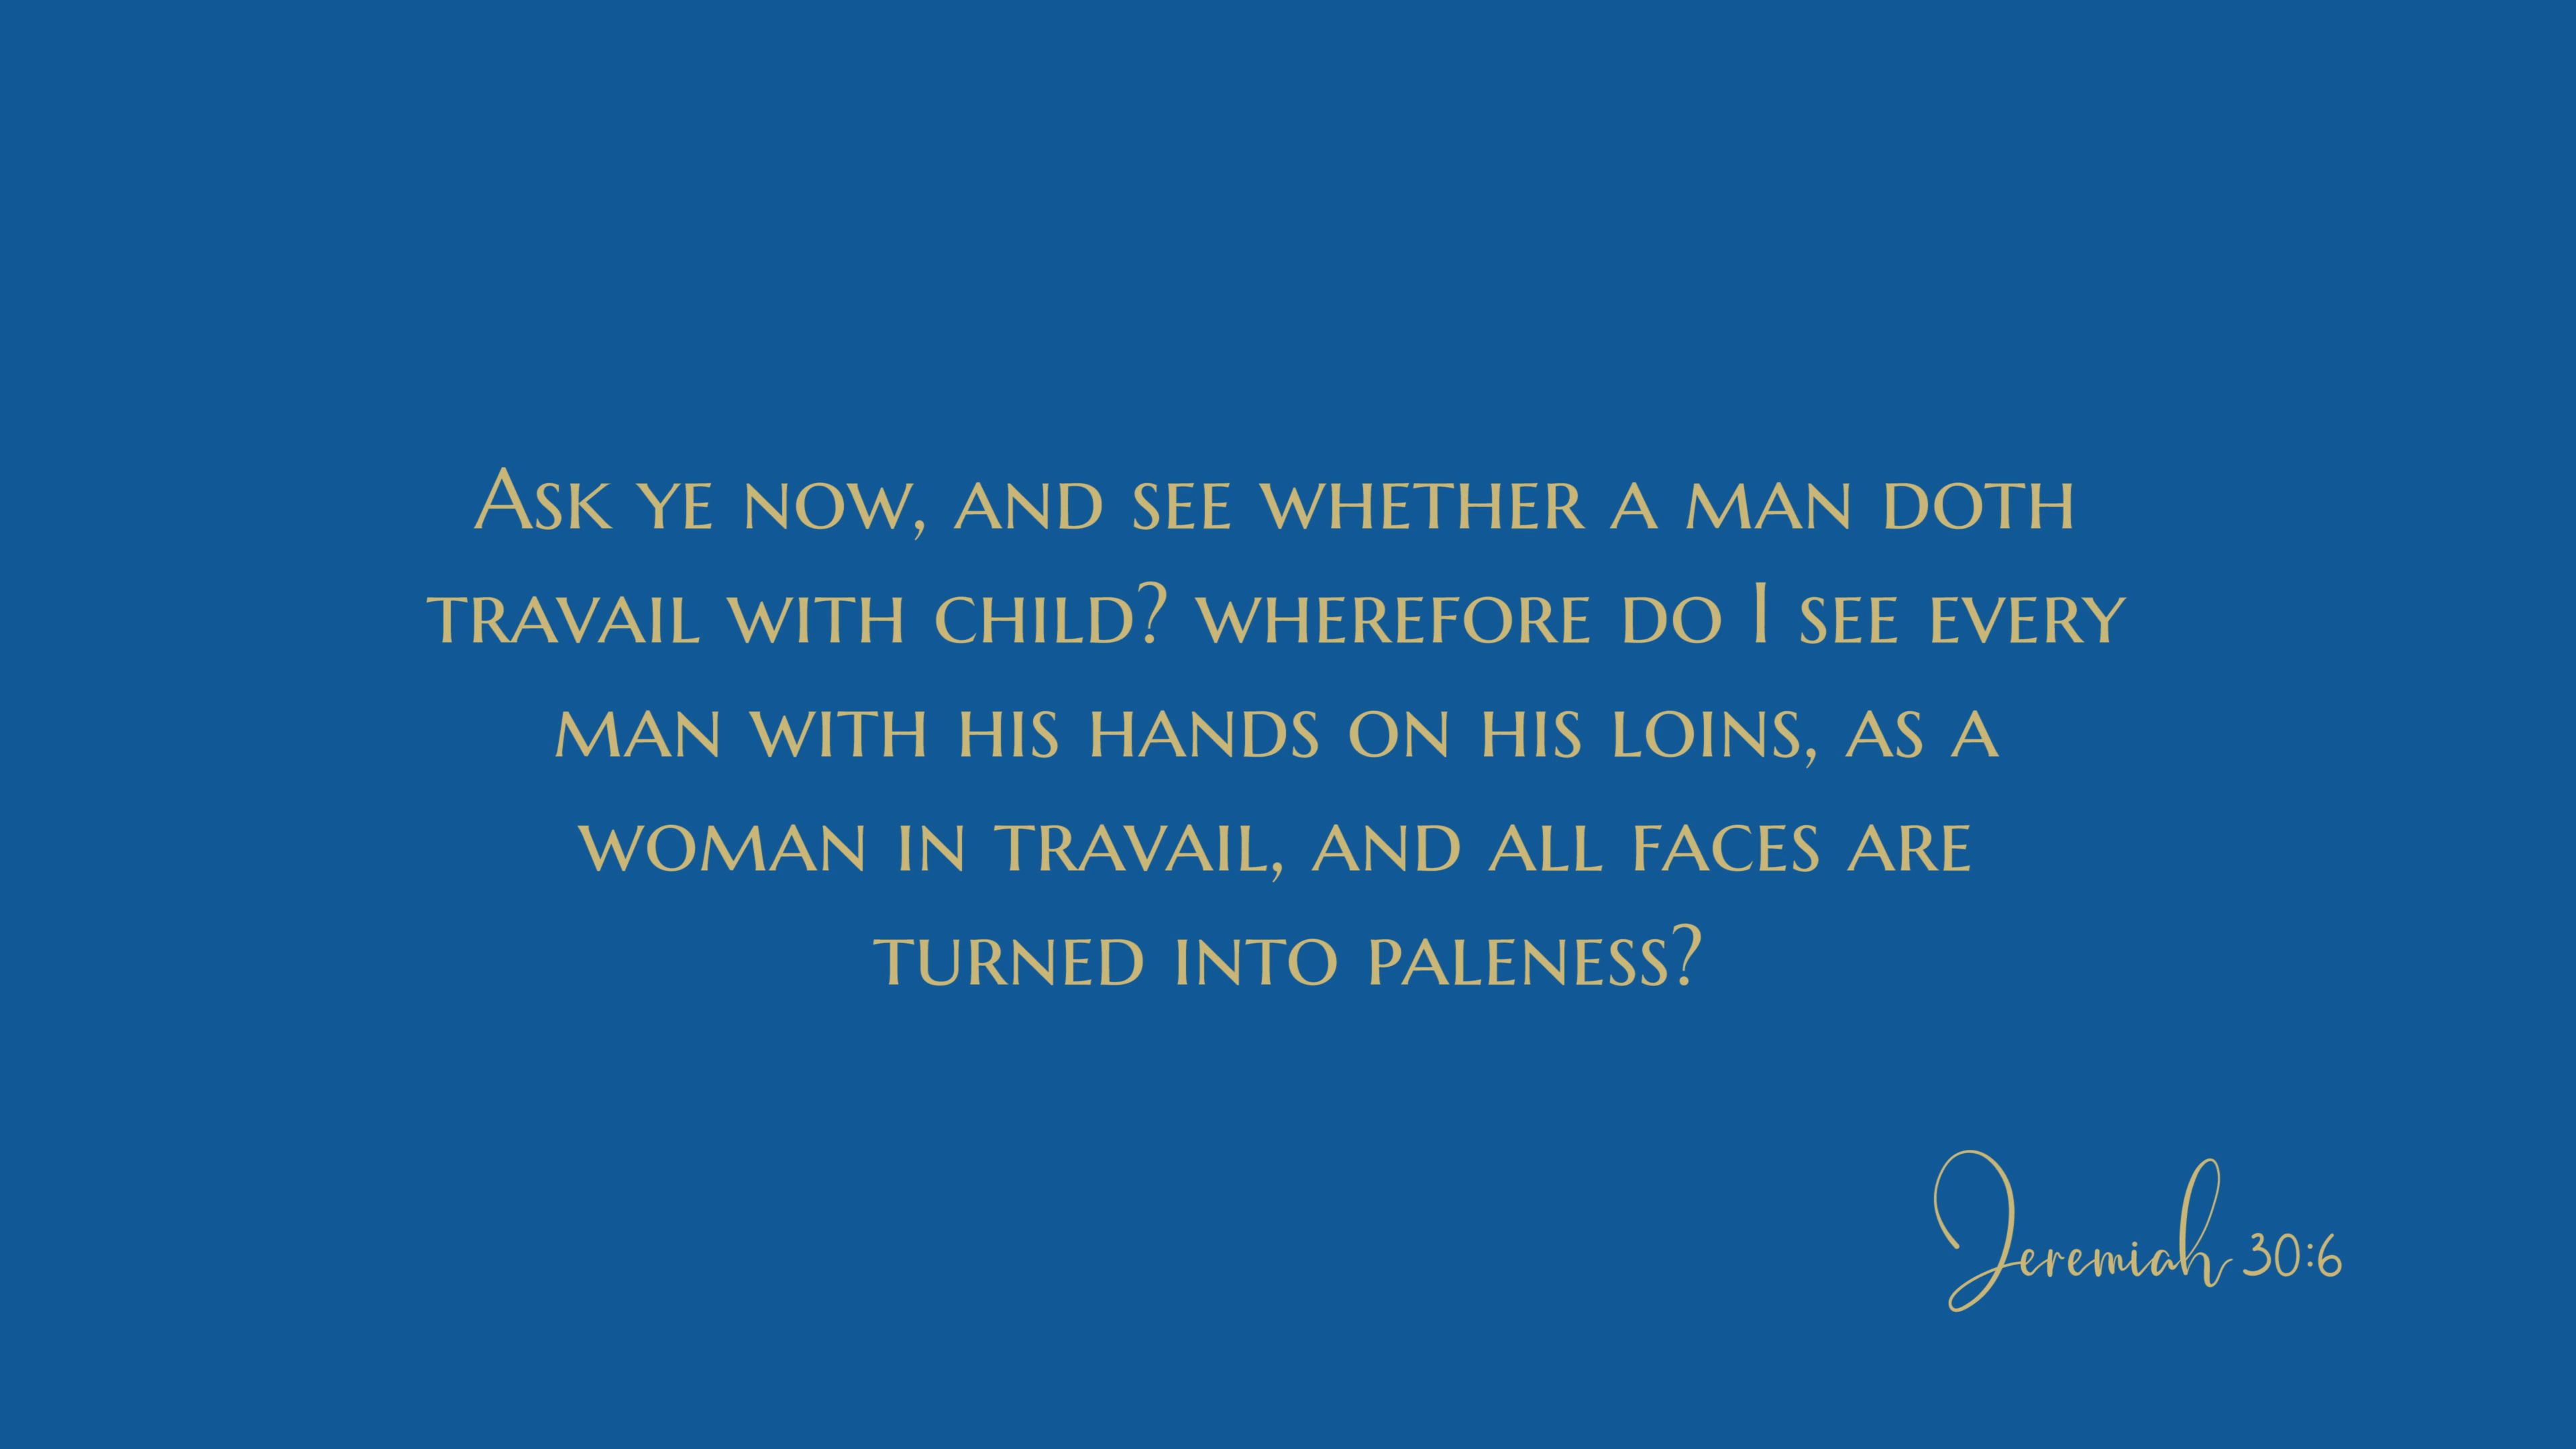 Ask ye now, and see whether a man doth
travail with child? wherefore do I see every
man with his hands on his loins, as a
woman in travail, and all faces are
turned into paleness?
Jeremiah 30:6